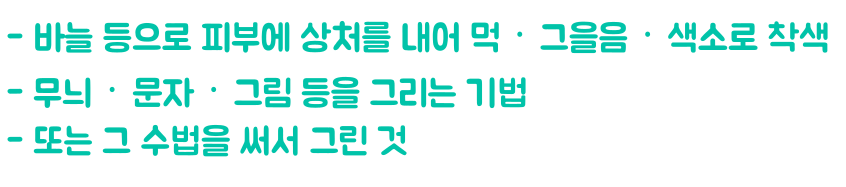 - 바늘 등으로 피부에 상처를 내어 먹 · 그을음 · 색소로 착색
- 무늬 · 문자 · 그림 등을 그리는 기법
- 또는 그 수법을 써서 그린 것